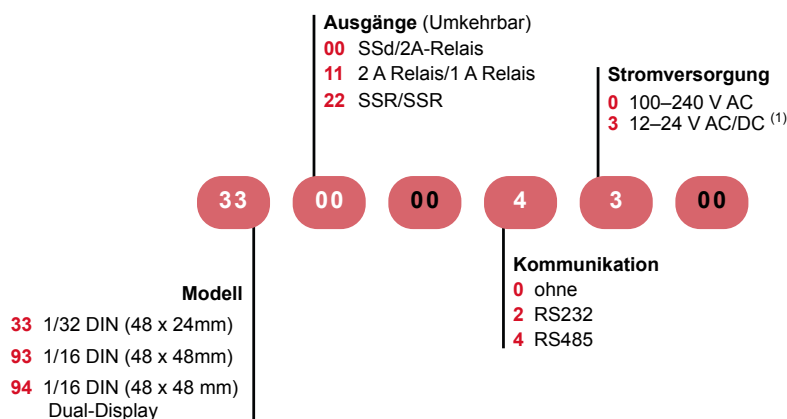 Ausgänge (Umkehrbar)
00 SSd/2A-Relais
11 2 A Relais/1 A Relais
22 SSR/SSR
Stromversorgung
0 100–240 V AC
3 12–24 V AC/DC (1)
33 00 00 4 3 00
Modell
33 1/32 DIN (48 x 24mm)
93 1/16 DIN (48 x 48mm)
94 1/16 DIN (48 x 48 mm)
Dual-Display
Kommunikation
0 ohne
2 RS232
4 RS485